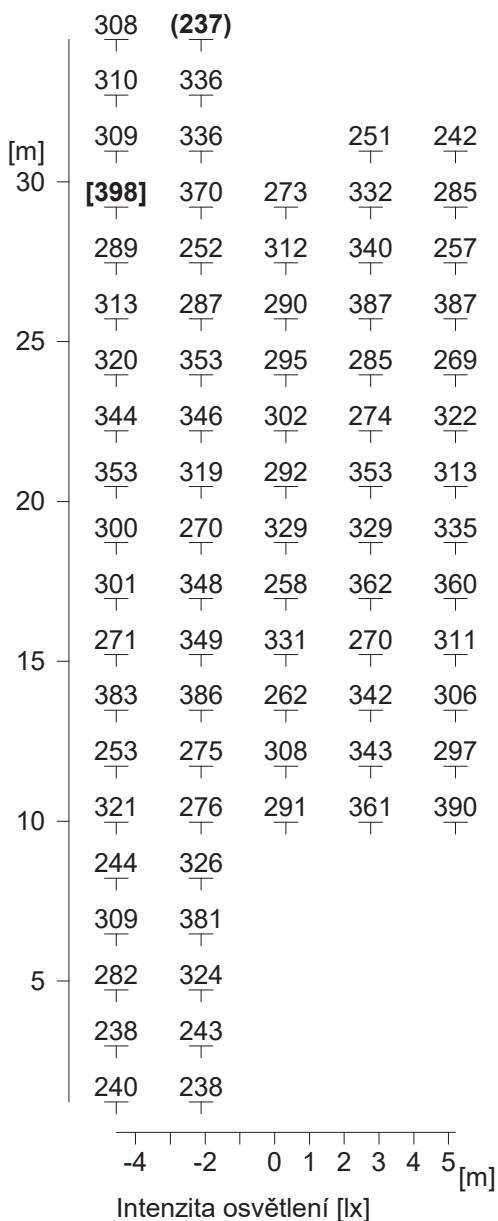 308 (237)
310 336
309 336 251 242
[m]
30 [398] 370 273 332 285
289 252 312 340 257
313 287 290 387 387
25
320 353 295 285 269
344 346 302 274 322
353 319 292 353 313
20
300 270 329 329 335
301 348 258 362 360
271 349 331 270 311
15
383 386 262 342 306
253 275 308 343 297
321 276 291 361 390
10
244 326
309 381
282 324
5
238 243
240 238
-4 -2 0 1 2 3 4 5 [m]
Intenzita osvětlení [lx]